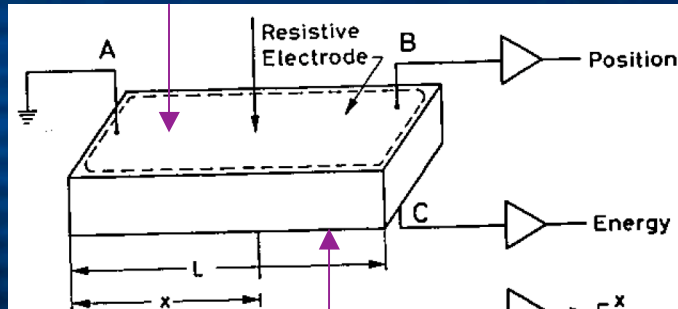 A
Resistive
Electrode
B
Position
C
Energy
L
x
E x